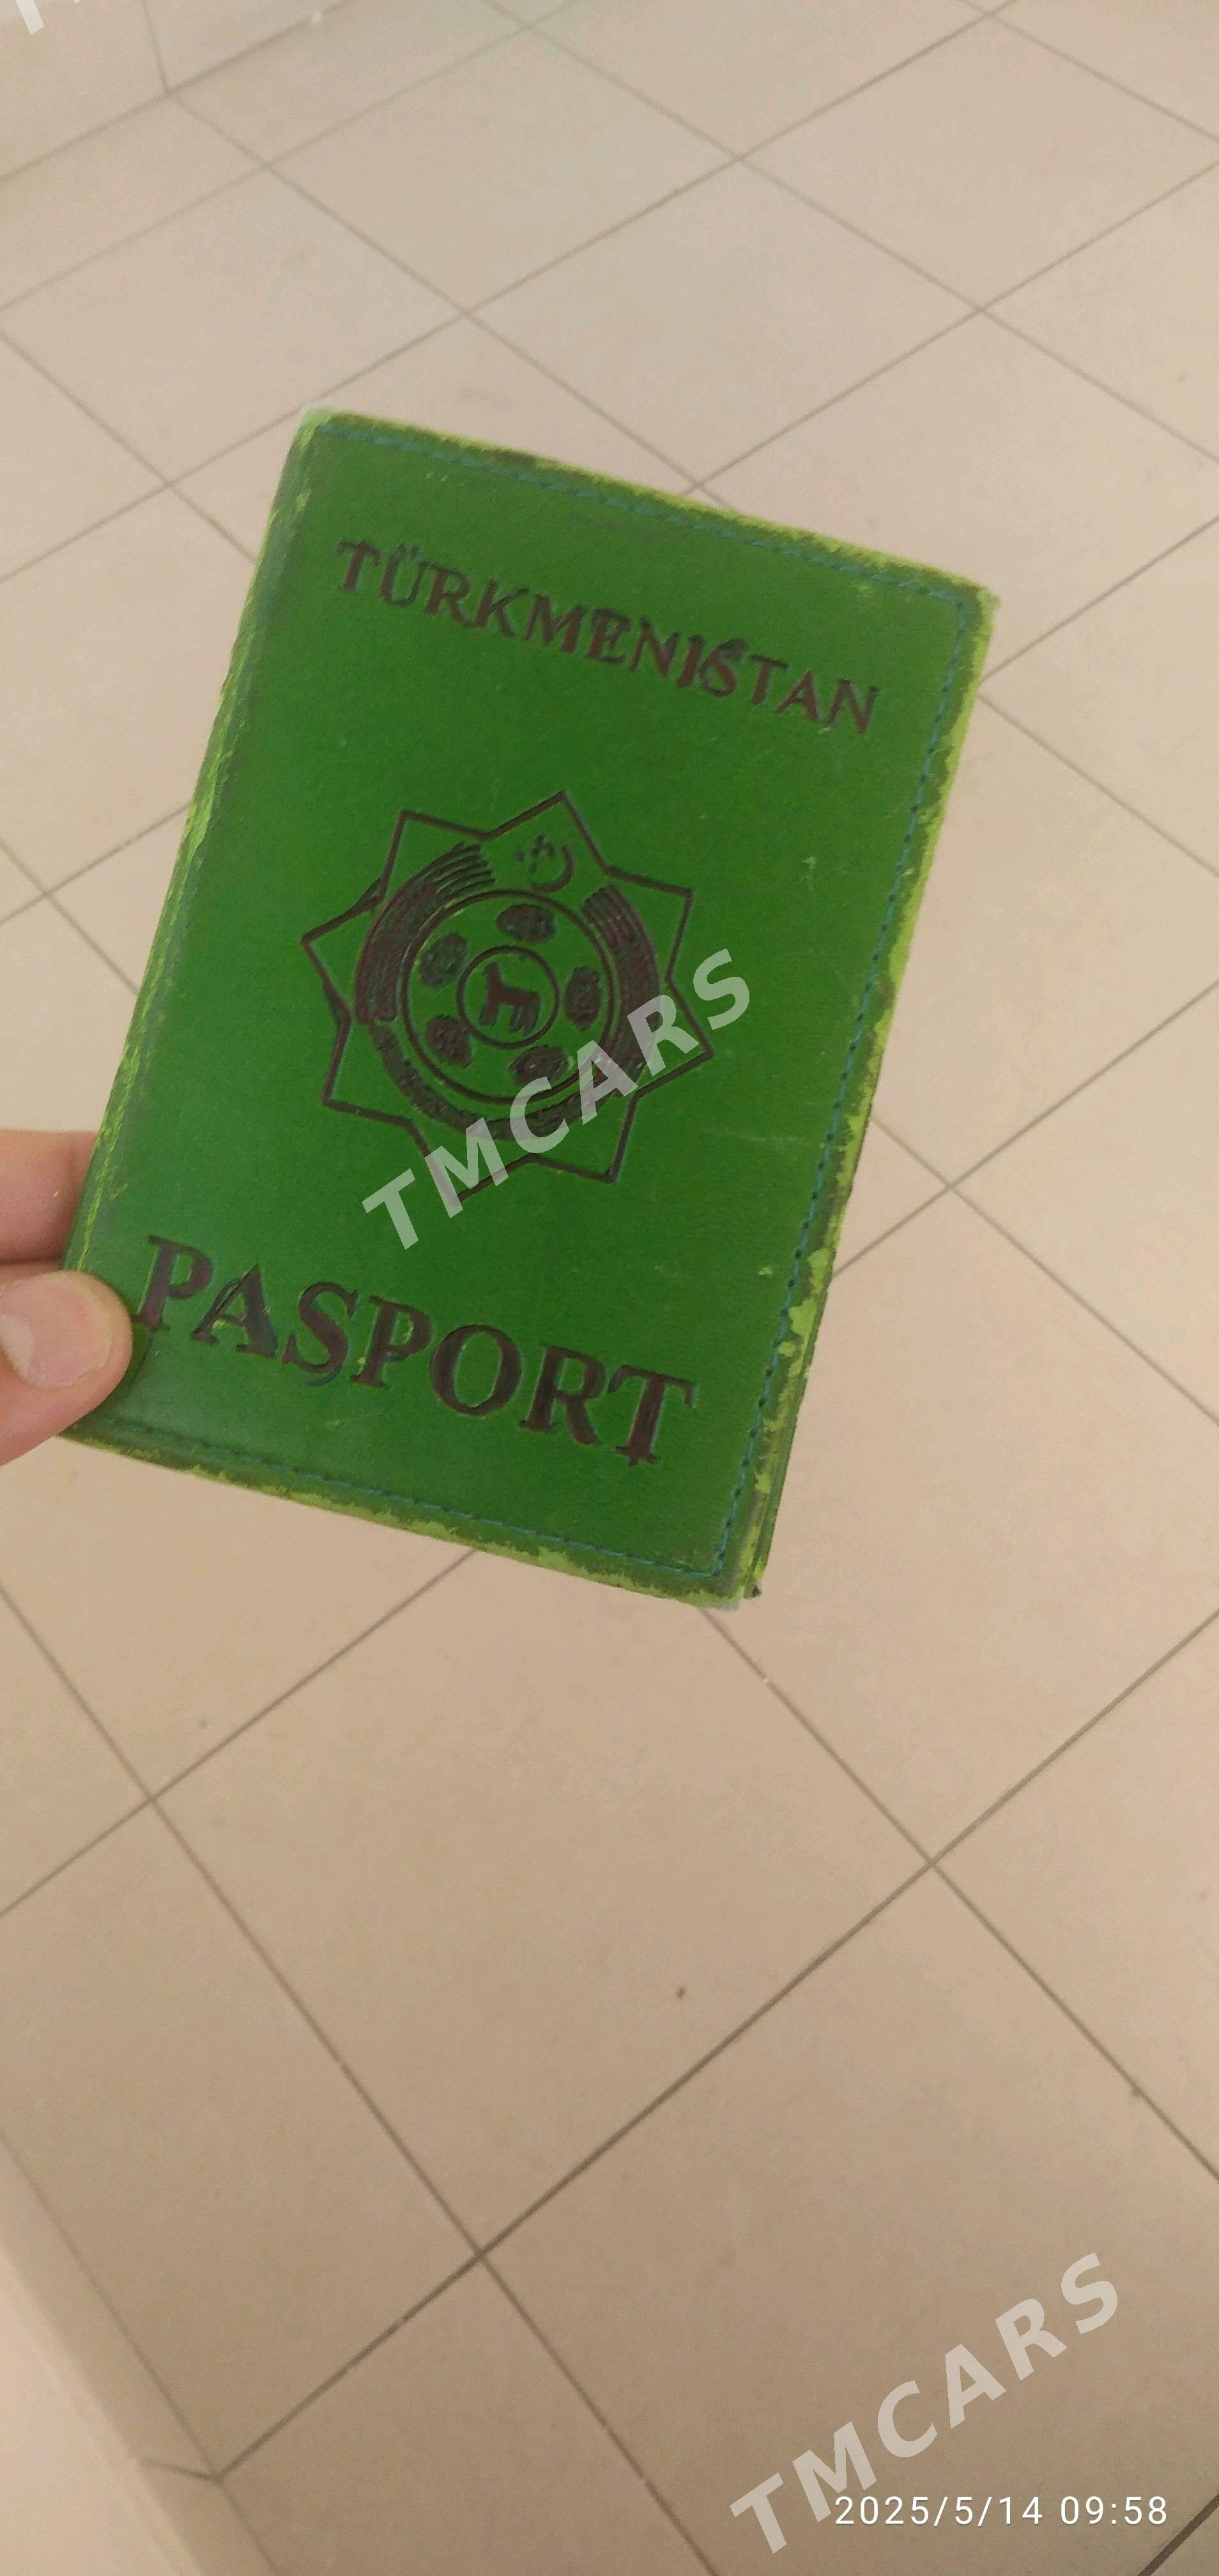 TÜRKMENISTAN
TMCARS
PASPORT
TMCARS
2025/5/14 09:58